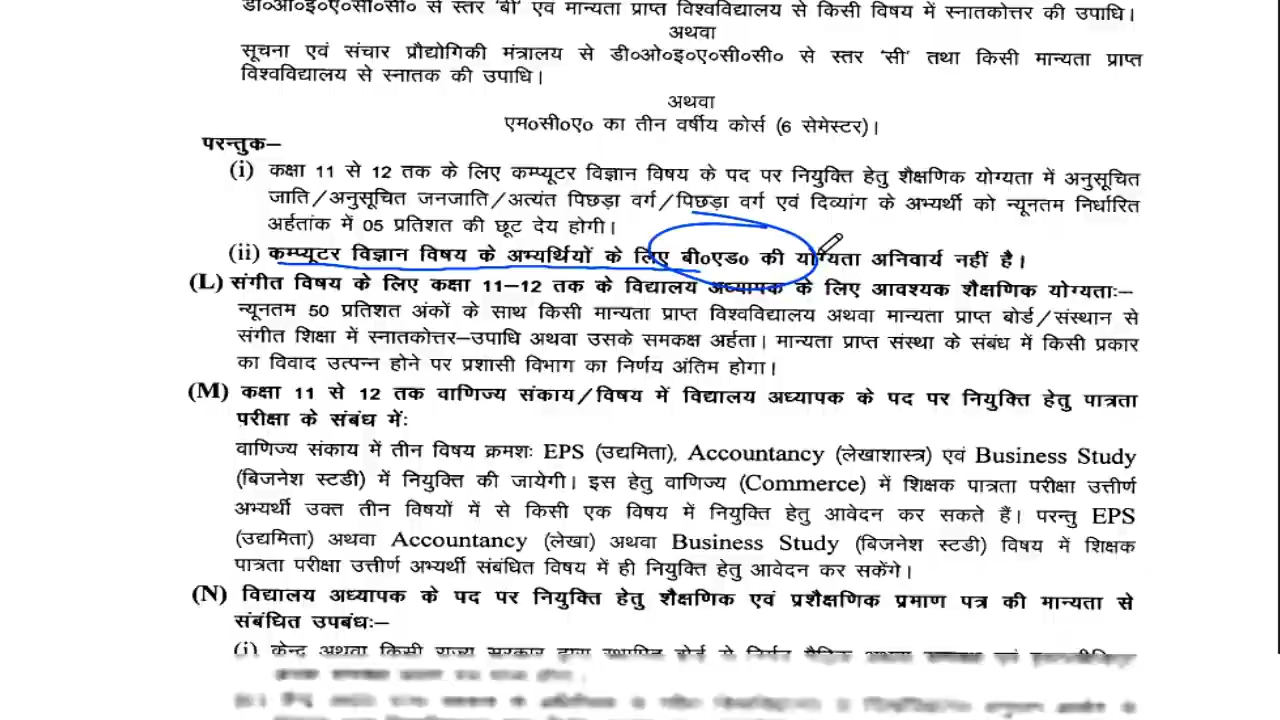 डी०ओ०इ०ए०सी०सी० से स्तर 'बी' एवं मान्यता प्राप्त विश्वविद्यालय से किसी विषय में स्नातकोत्तर की उपाधि।
अथवा
सूचना एवं संचार प्रौद्योगिकी मंत्रालय से डी०ओ०इ०ए०सी०सी० से स्तर 'सी' तथा किसी मान्यता प्राप्त
विश्वविद्यालय से स्नातक की उपाधि।
अथवा
एम०सी०ए० का तीन वर्षीय कोर्स (6 सेमेस्टर)।
परन्तुक–
(i) कक्षा 11 से 12 तक के लिए कम्प्यूटर विज्ञान विषय के पद पर नियुक्ति हेतु शैक्षणिक योग्यता में अनुसूचित
जाति/अनुसूचित जनजाति/अत्यंत पिछड़ा वर्ग/पिछड़ा वर्ग एवं दिव्यांग के अभ्यर्थी को न्यूनतम निर्धारित
अर्हतांक में 05 प्रतिशत की छूट देय होगी।
(ii) कम्प्यूटर विज्ञान विषय के अभ्यर्थियों के लिए बी०एड० की योग्यता अनिवार्य नहीं है।
(L) संगीत विषय के लिए कक्षा 11–12 तक के विद्यालय अध्यापक के लिए आवश्यक शैक्षणिक योग्यताः–
न्यूनतम 50 प्रतिशत अंकों के साथ किसी मान्यता प्राप्त विश्वविद्यालय अथवा मान्यता प्राप्त बोर्ड/संस्थान से
संगीत शिक्षा में स्नातकोत्तर–उपाधि अथवा उसके समकक्ष अर्हता। मान्यता प्राप्त संस्था के संबंध में किसी प्रकार
का विवाद उत्पन्न होने पर प्रशासी विभाग का निर्णय अंतिम होगा।
(M) कक्षा 11 से 12 तक वाणिज्य संकाय/विषय में विद्यालय अध्यापक के पद पर नियुक्ति हेतु पात्रता
परीक्षा के संबंध में:
वाणिज्य संकाय में तीन विषय क्रमशः EPS (उद्यमिता), Accountancy (लेखाशास्त्र) एवं Business Study
(बिजनेश स्टडी) में नियुक्ति की जायेगी। इस हेतु वाणिज्य (Commerce) में शिक्षक पात्रता परीक्षा उत्तीर्ण
अभ्यर्थी उक्त तीन विषयों में से किसी एक विषय में नियुक्ति हेतु आवेदन कर सकते हैं। परन्तु EPS
(उद्यमिता) अथवा Accountancy (लेखा) अथवा Business Study (बिजनेश स्टडी) विषय में शिक्षक
पात्रता परीक्षा उत्तीर्ण अभ्यर्थी संबंधित विषय में ही नियुक्ति हेतु आवेदन कर सकेंगे।
(N) विद्यालय अध्यापक के पद पर नियुक्ति हेतु शैक्षणिक एवं प्रशैक्षणिक प्रमाण पत्र की मान्यता से
संबंधित उपबंधः–
(i) केन्द्र अथवा किसी राज्य सरकार द्वारा स्थापित बोर्ड से